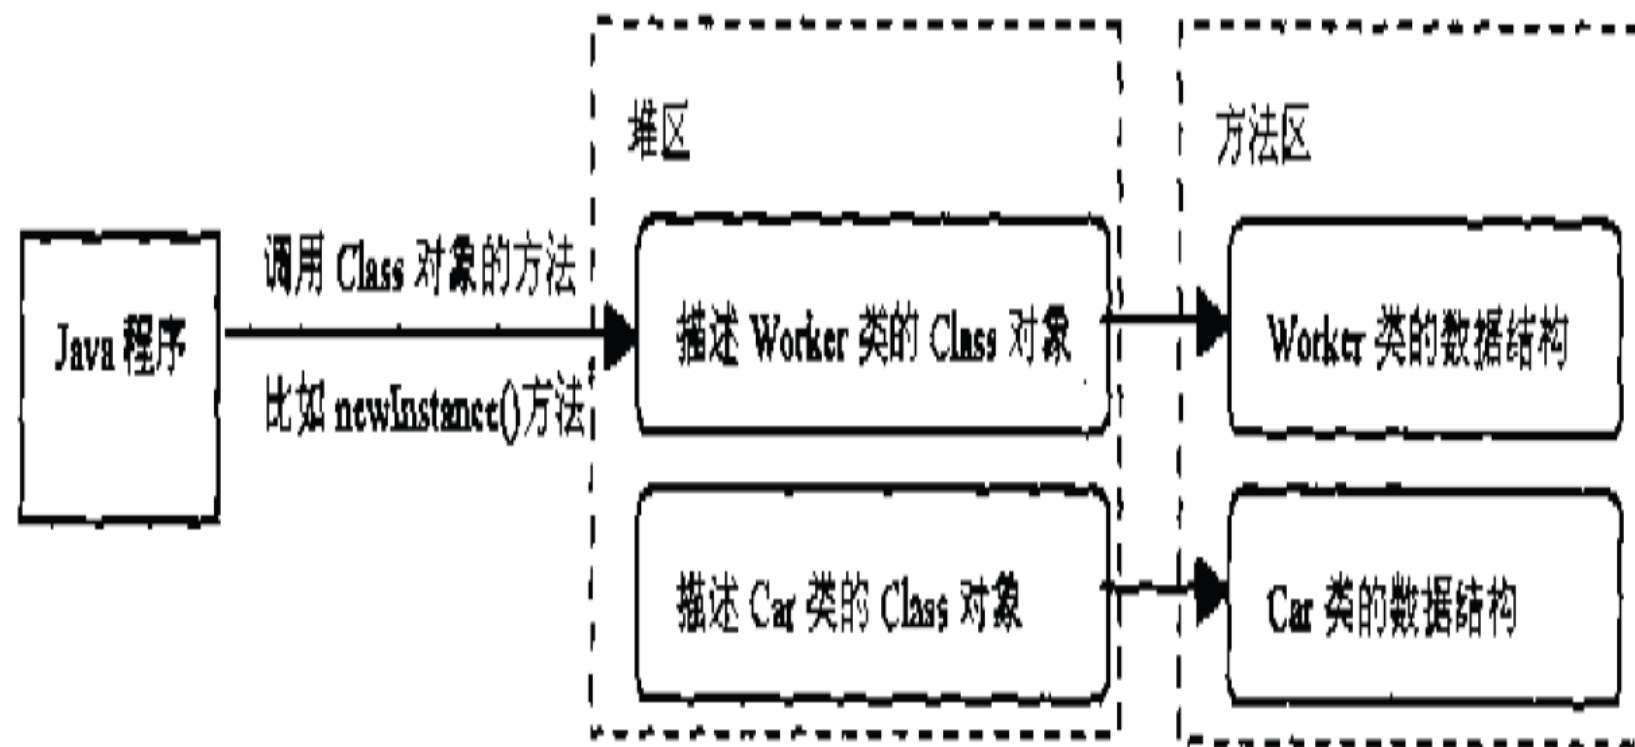 堆区
方法区
调用 Class 对象的方法
Java 程序
描述 Worker 类的 Class 对象
Worker 类的数据结构
比如 newInstance()方法
描述 Car 类的 Class 对象
Car 类的数据结构